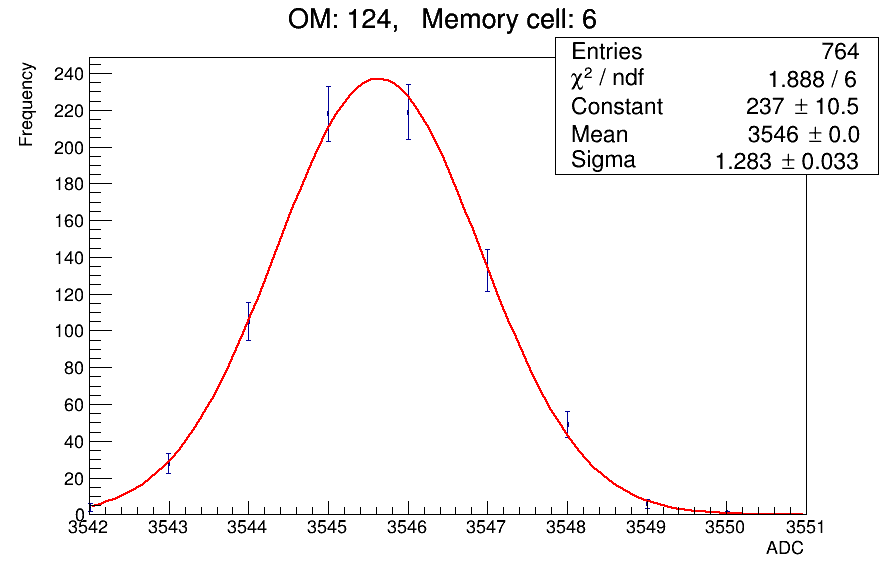 OM: 124,   Memory cell: 6
Entries 764
χ² / ndf 1.888 / 6
Constant 237 ± 10.5
Mean 3546 ± 0.0
Sigma 1.283 ± 0.033
Frequency
240
220
200
180
160
140
120
100
80
60
40
20
0
3542 3543 3544 3545 3546 3547 3548 3549 3550 3551
ADC